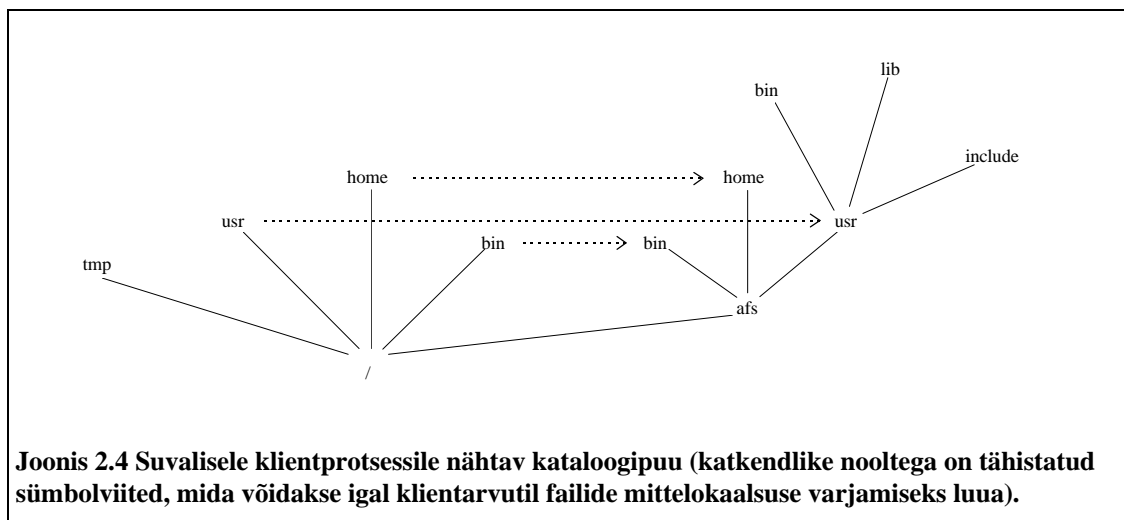 lib
bin
include
home
home
usr
usr
bin
bin
tmp
afs
/
Joonis 2.4 Suvalisele klientprotsessile nähtav kataloogipuu (katkendlike nooltega on tähistatud
sümbolviited, mida võidakse igal klientarvutil failide mittelokaalsuse varjamiseks luua).